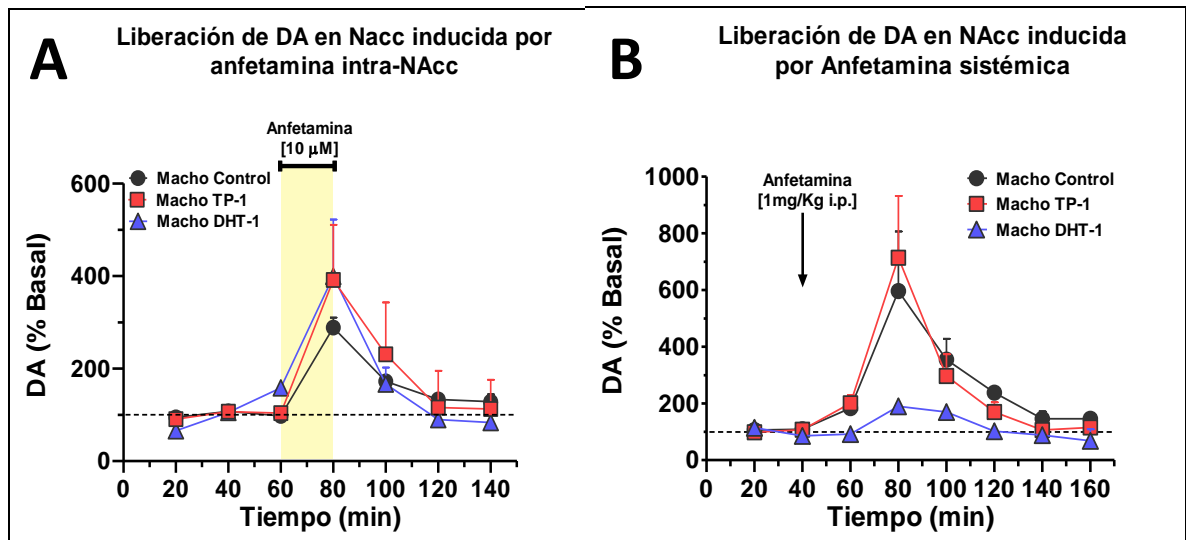 A
Liberación de DA en Nacc inducida por
anfetamina intra-NAcc
Anfetamina
[10 μM]
Macho Control
Macho TP-1
Macho DHT-1
DA (% Basal)
600
400
200
0
0 20 40 60 80 100 120 140
Tiempo (min)
B
Liberación de DA en NAcc inducida
por Anfetamina sistémica
Anfetamina
[1mg/Kg i.p.]
Macho Control
Macho TP-1
Macho DHT-1
DA (% Basal)
1000
800
600
400
200
0
0 20 40 60 80 100 120 140 160
Tiempo (min)